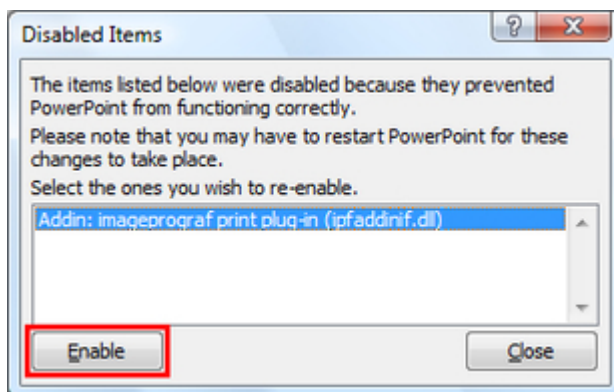 Disabled Items
The items listed below were disabled because they prevented
PowerPoint from functioning correctly.
Please note that you may have to restart PowerPoint for these
changes to take place.
Select the ones you wish to re-enable.
Addin: imageprograf print plug-in (ipfaddinif.dll)
Enable
Close